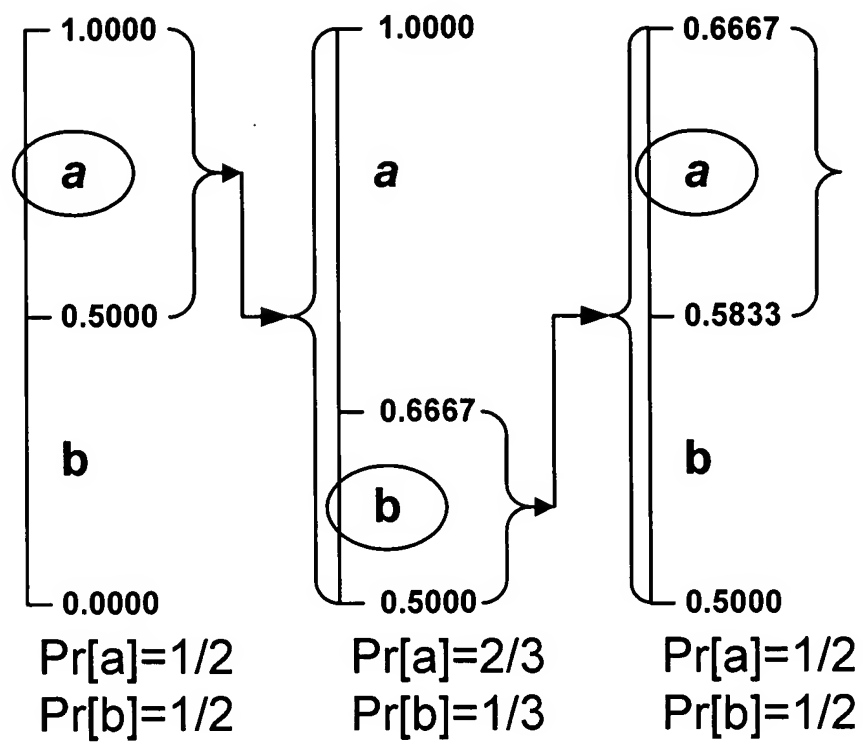 1.0000
a
0.5000
b
0.0000
Pr[a]=1/2
Pr[b]=1/2
1.0000
a
0.6667
b
0.5000
Pr[a]=2/3
Pr[b]=1/3
0.6667
a
0.5833
b
0.5000
Pr[a]=1/2
Pr[b]=1/2